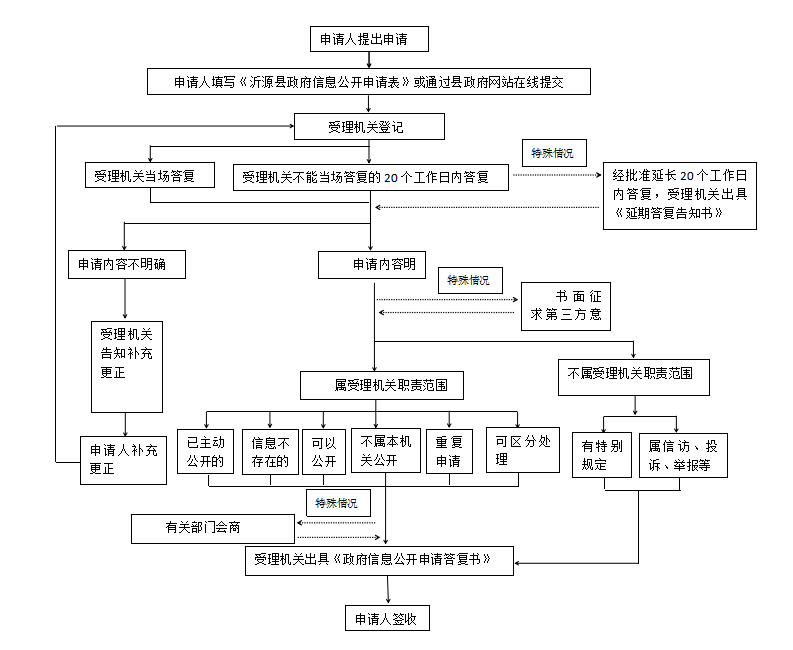 申请人提出申请
申请人填写《沂源县政府信息公开申请表》或通过县政府网站在线提交
受理机关登记
特殊情况
受理机关当场答复
受理机关不能当场答复的 20 个工作日内答复
经批准延长 20 个工作日
内答复，受理机关出具
《延期答复告知书》
申请内容不明确
申请内容明
特殊情况
书面征
求第三方意
受理机关
告知补充
更正
属受理机关职责范围
不属受理机关职责范围
申请人补充
更正
已主动
公开的
信息不
存在的
可以
公开
不属本机
关公开
重复
申请
可区分处
理
有特别
规定
属信访、投
诉、举报等
特殊情况
有关部门会商
受理机关出具《政府信息公开申请答复书》
申请人签收